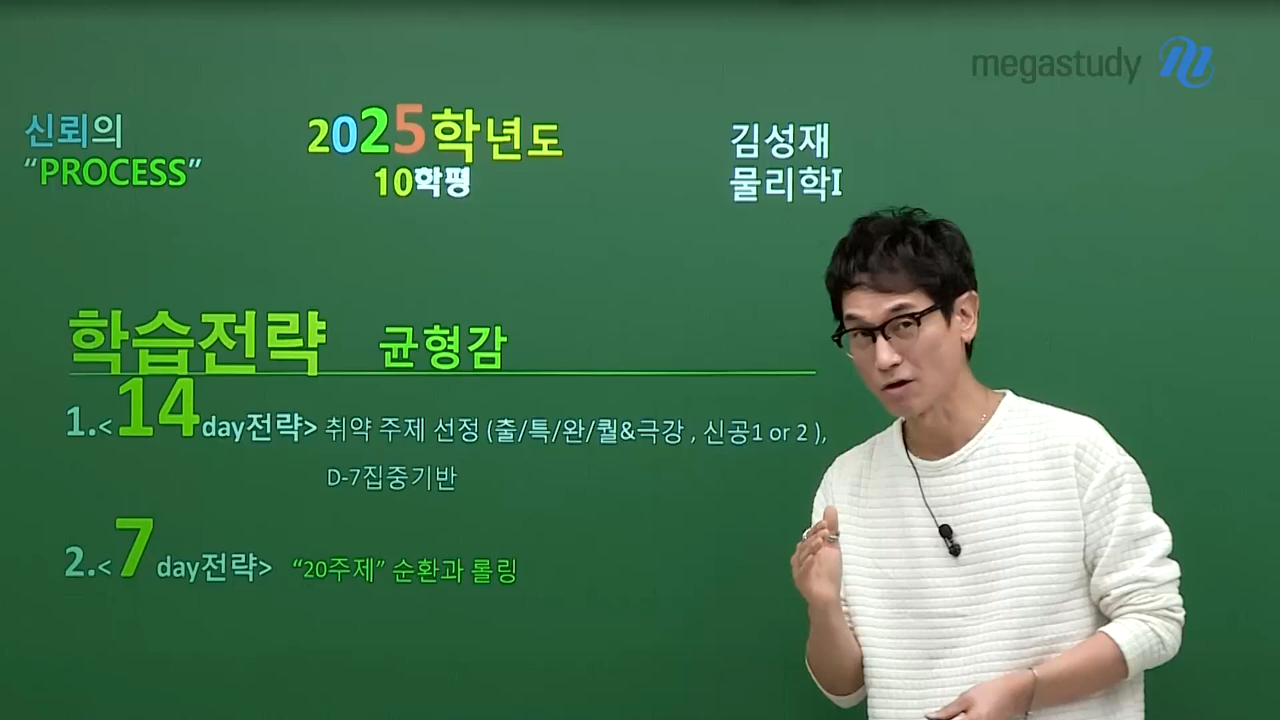 megastudy
신뢰의
“PROCESS”
2025학년도
10학평
김성재
물리학I
학습전략 균형감
1.<14day전략> 취약 주제 선정 (출/특/완/퀄&극강 , 신공1 or 2 ),
D-7집중기반
2.<7day전략> “20주제” 순환과 롤링